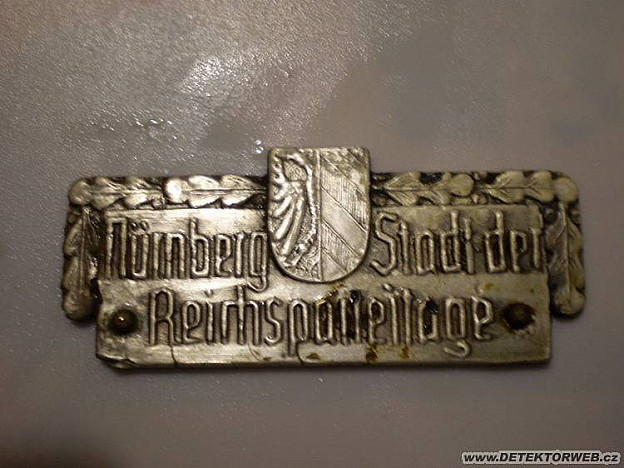 Nürnberg Stadt der
Reichsparteitage
www.DETEKTORWEB.cz